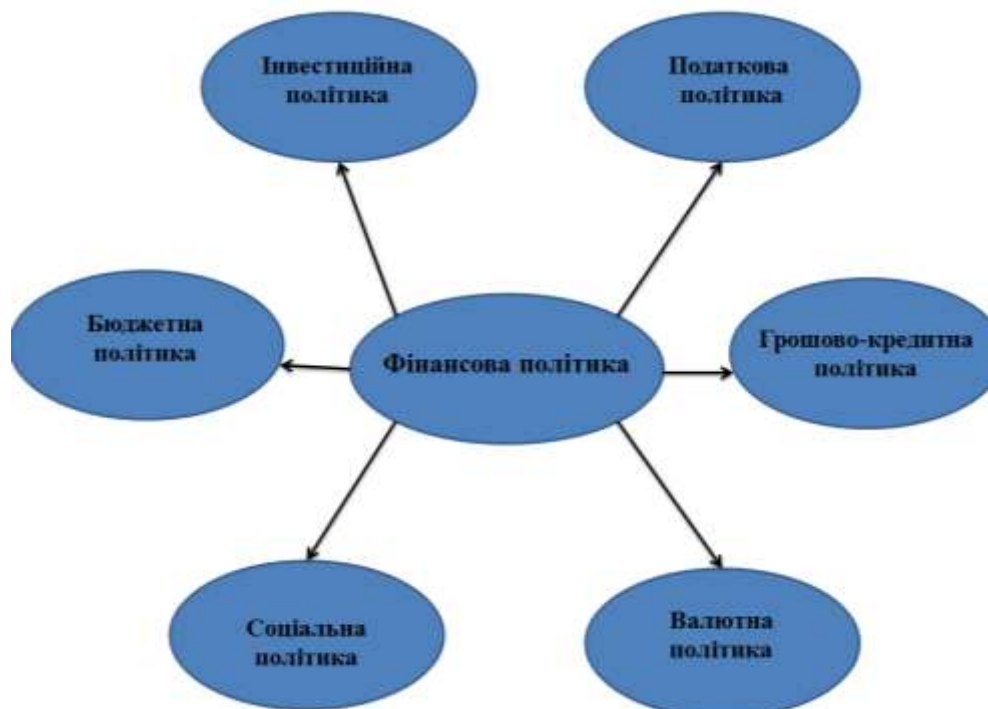 Інвестиційна
політика
Податкова
політика
Бюджетна
політика
Фінансова політика
Грошово-кредитна
політика
Соціальна
політика
Валютна
політика